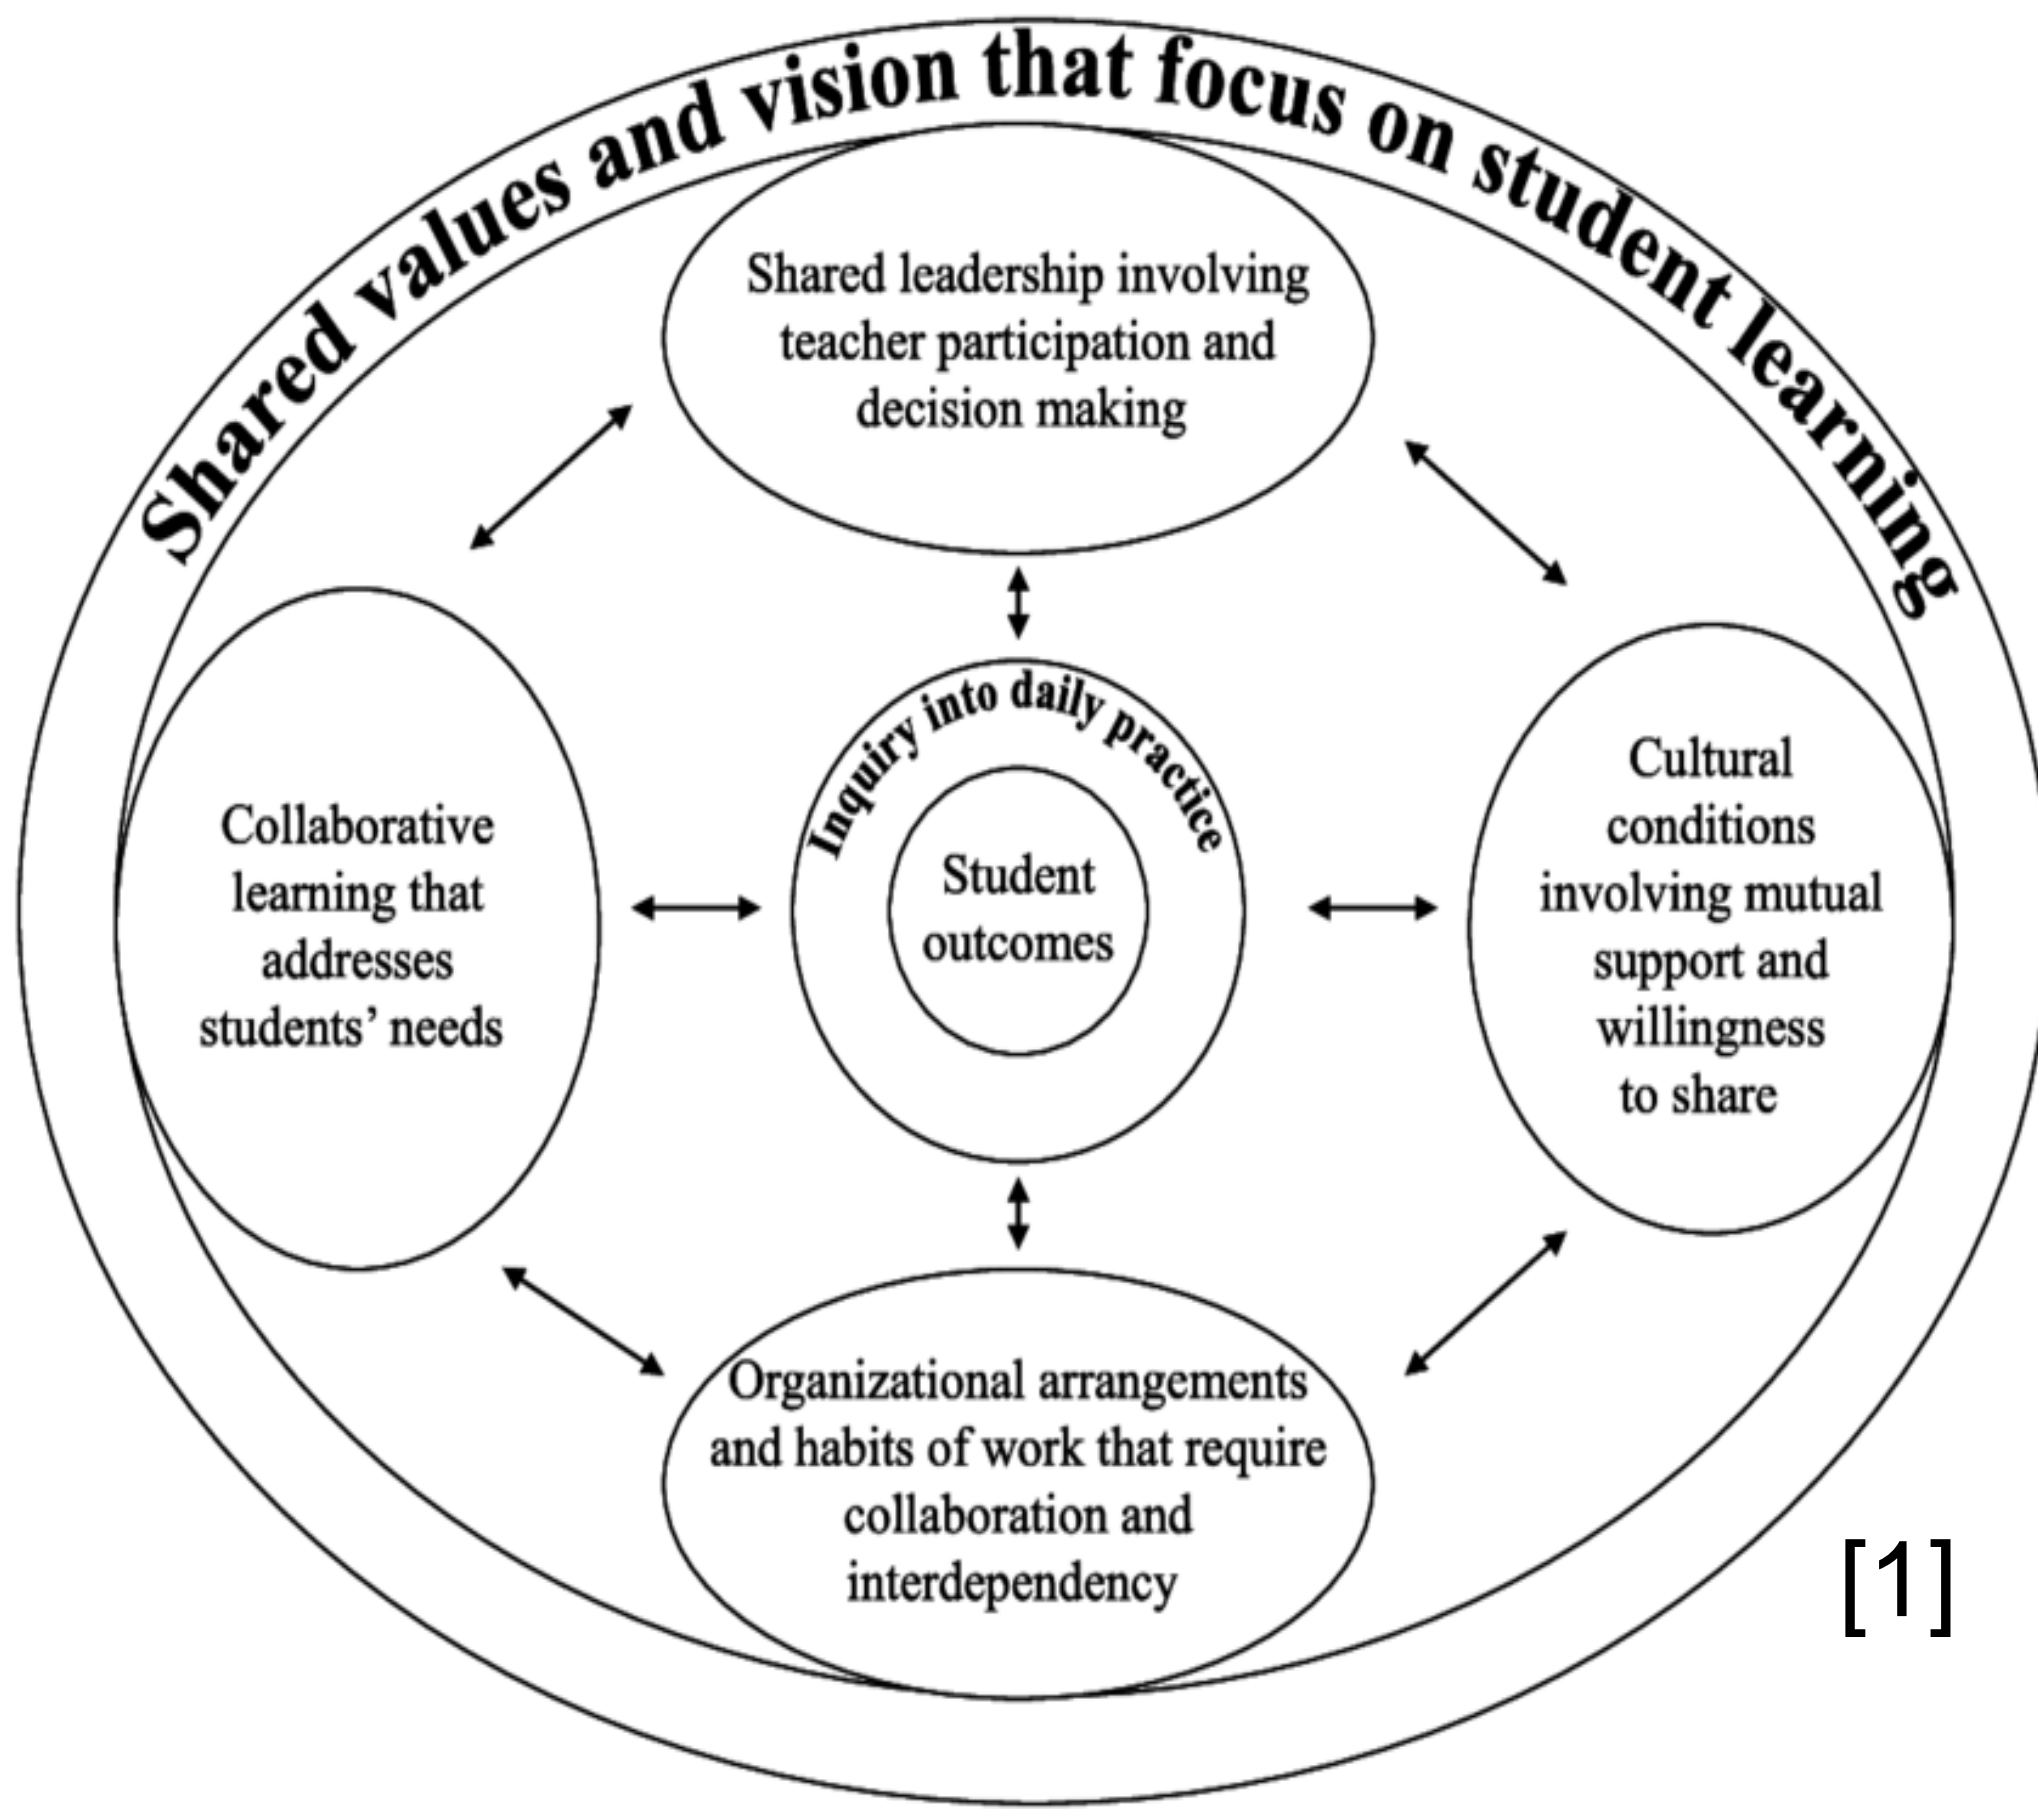 Shared values and vision that focus on student learning
Shared leadership involving
teacher participation and
decision making
Collaborative
learning that
addresses
students’ needs
Inquiry into daily practice
Student
outcomes
Cultural
conditions
involving mutual
support and
willingness
to share
Organizational arrangements
and habits of work that require
collaboration and
interdependency
[1]